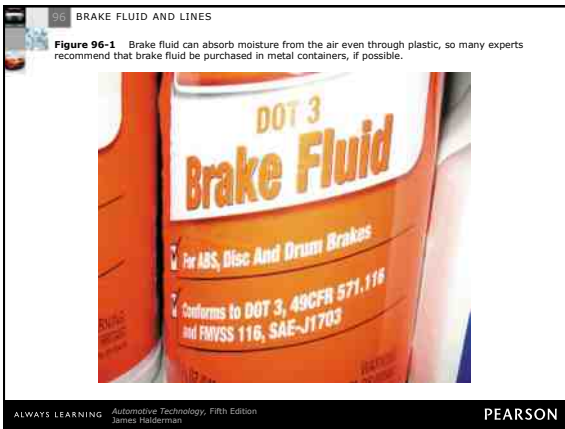 96 BRAKE FLUID AND LINES
Figure 96-1 Brake fluid can absorb moisture from the air even through plastic, so many experts
recommend that brake fluid be purchased in metal containers, if possible.
DOT 3
Brake Fluid
For ABS, Disc And Drum Brakes
Conforms to DOT 3, 49CFR 571.116
and FMVSS 116, SAE-J1703
WARNING
ALWAYS LEARNING Automotive Technology, Fifth Edition
James Halderman
PEARSON